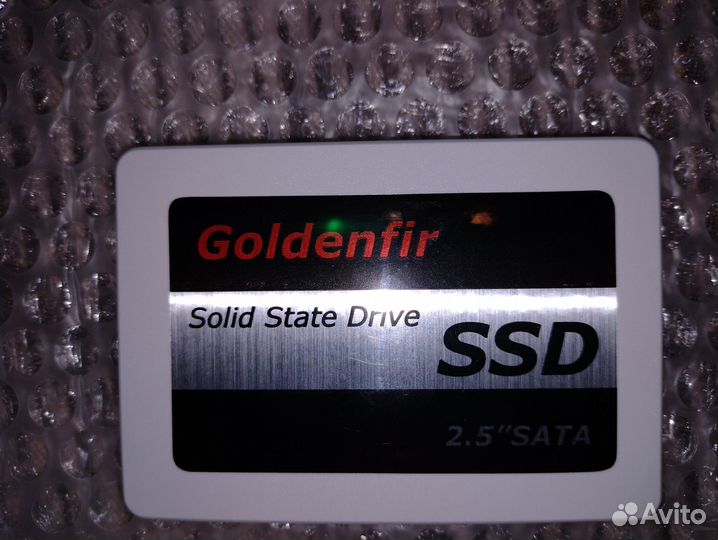 Goldenfir
Solid State Drive
SSD
2.5"SATA
Avito